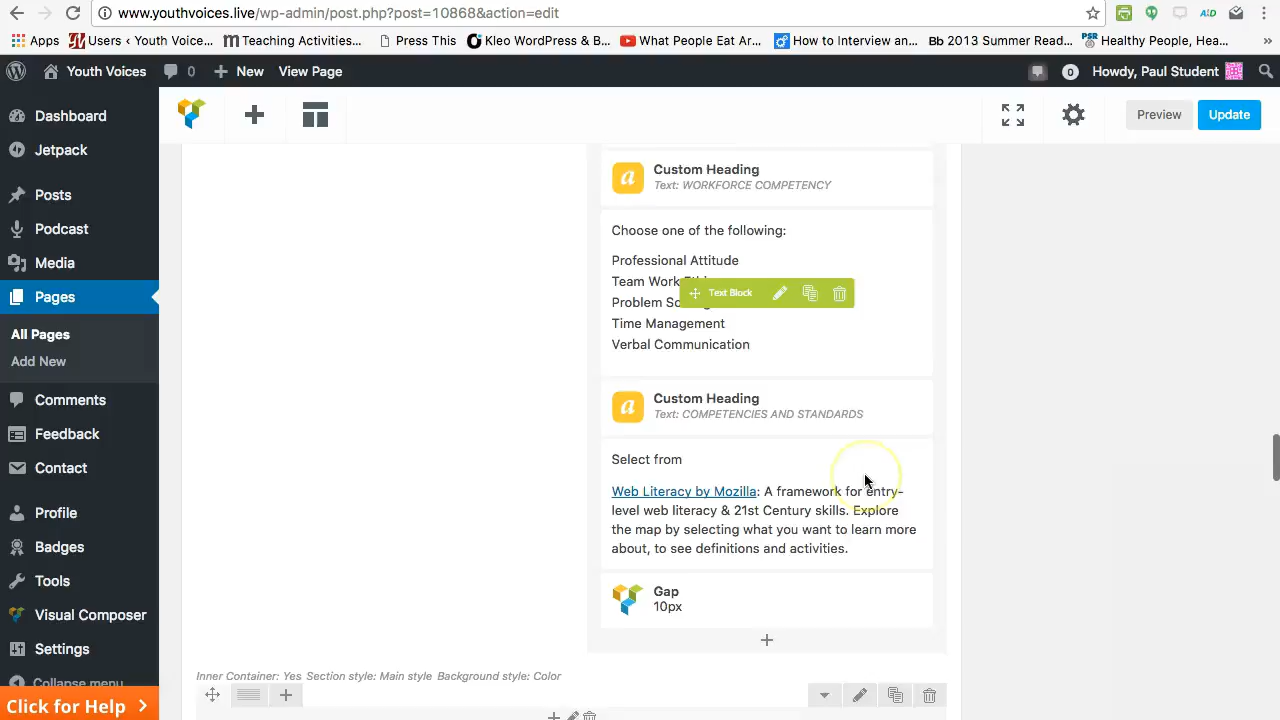 www.youthvoices.live/wp-admin/post.php?post=10868&action=edit
Apps
Users ‹ Youth Voice...
Teaching Activities...
Press This
Kleo WordPress & B...
What People Eat Ar...
How to Interview an...
Bb 2013 Summer Read...
PSR Healthy People, Hea...
»
Youth Voices
0
New
View Page
0
Howdy, Paul Student
Dashboard
Jetpack
Posts
Podcast
Media
Pages
All Pages
Add New
Comments
Feedback
Contact
Profile
Badges
Tools
Visual Composer
Settings
Collapse menu
Click for Help
Preview
Update
Custom Heading
Text: WORKFORCE COMPETENCY
Choose one of the following:
Professional Attitude
Team Work
Text Block
Time Management
Verbal Communication
Custom Heading
Text: COMPETENCIES AND STANDARDS
Select from
Web Literacy by Mozilla: A framework for entry-
level web literacy & 21st Century skills. Explore
the map by selecting what you want to learn more
about, to see definitions and activities.
Gap
10px
Inner Container: Yes Section style: Main style Background style: Color